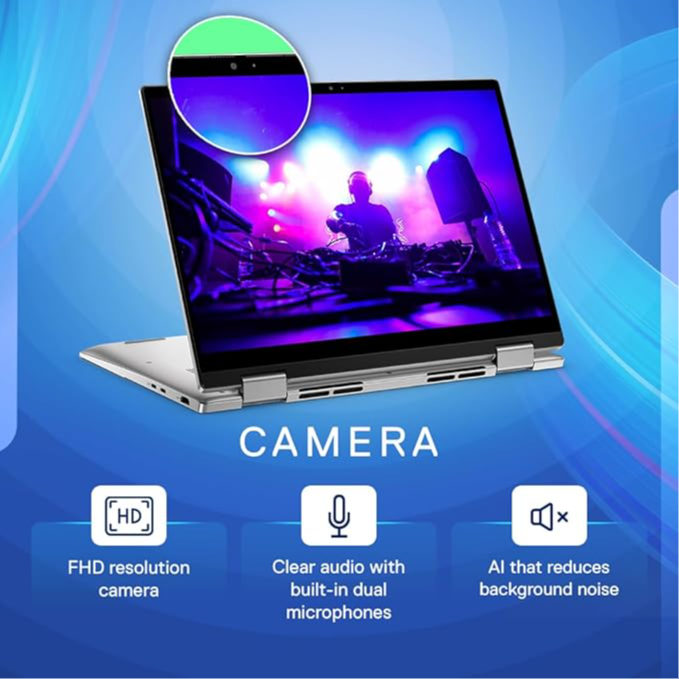 CAMERA
HD
FHD resolution
camera
Clear audio with
built-in dual
microphones
AI that reduces
background noise